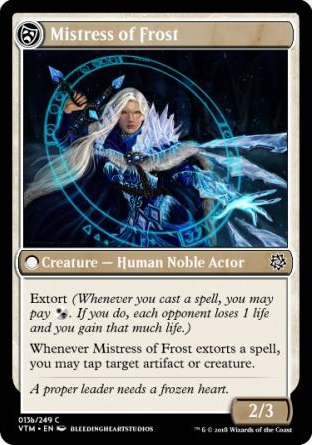 Mistress of Frost
Creature — Human Noble Actor
Extort (Whenever you cast a spell, you may
pay . If you do, each opponent loses 1 life
and you gain that much life.)
Whenever Mistress of Frost extorts a spell,
you may tap target artifact or creature.
A proper leader needs a frozen heart.
2/3
013b/249 C
VTM • EN BLEEDINGHEARTSTUDIOS
™ & © 2018 Wizards of the Coast